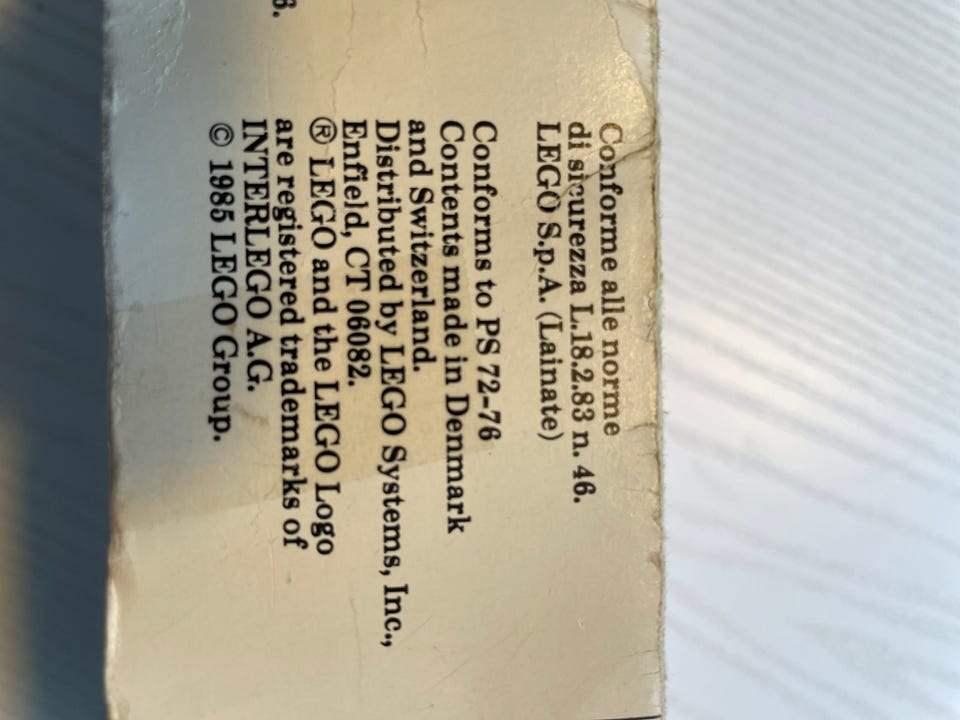 Conforme alle norme
di sicurezza L.18.2.83 n. 46.
LEGO S.p.A. (Lainate)
Conforms to PS 72-76
Contents made in Denmark
and Switzerland.
Distributed by LEGO Systems, Inc.,
Enfield, CT 06082.
® LEGO and the LEGO Logo
are registered trademarks of
INTERLEGO A.G.
© 1985 LEGO Group.